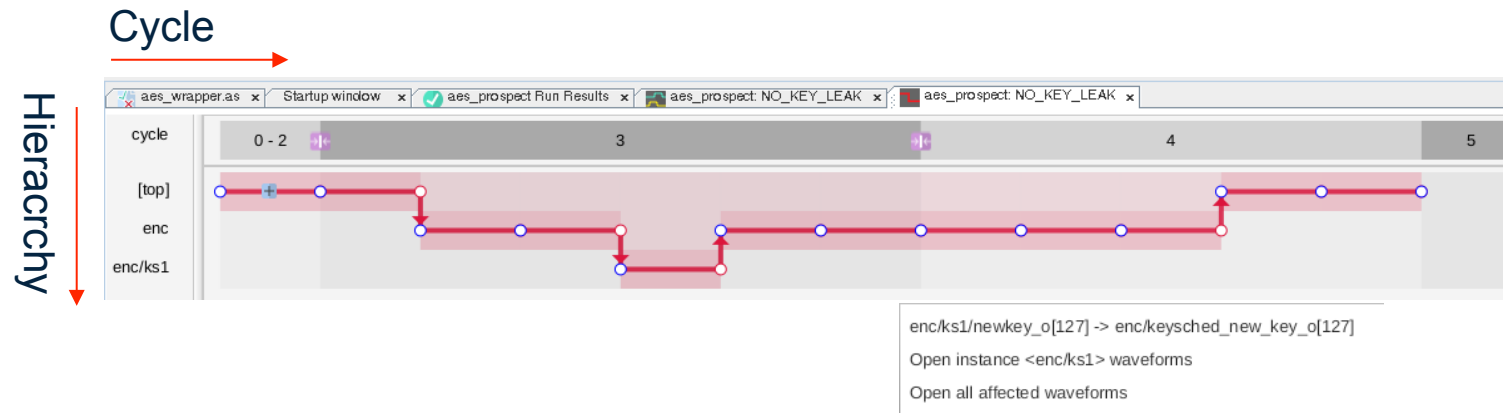 Cycle
Hieracrchy
aes_wrapper.as x Startup window x aes_prospect Run Results x aes_prospect: NO_KEY_LEAK x aes_prospect: NO_KEY_LEAK x
cycle 0 - 2 3 4 5
[top]
enc
enc/ks1
enc/ks1/newkey_o[127] -> enc/keysched_new_key_o[127]
Open instance <enc/ks1> waveforms
Open all affected waveforms